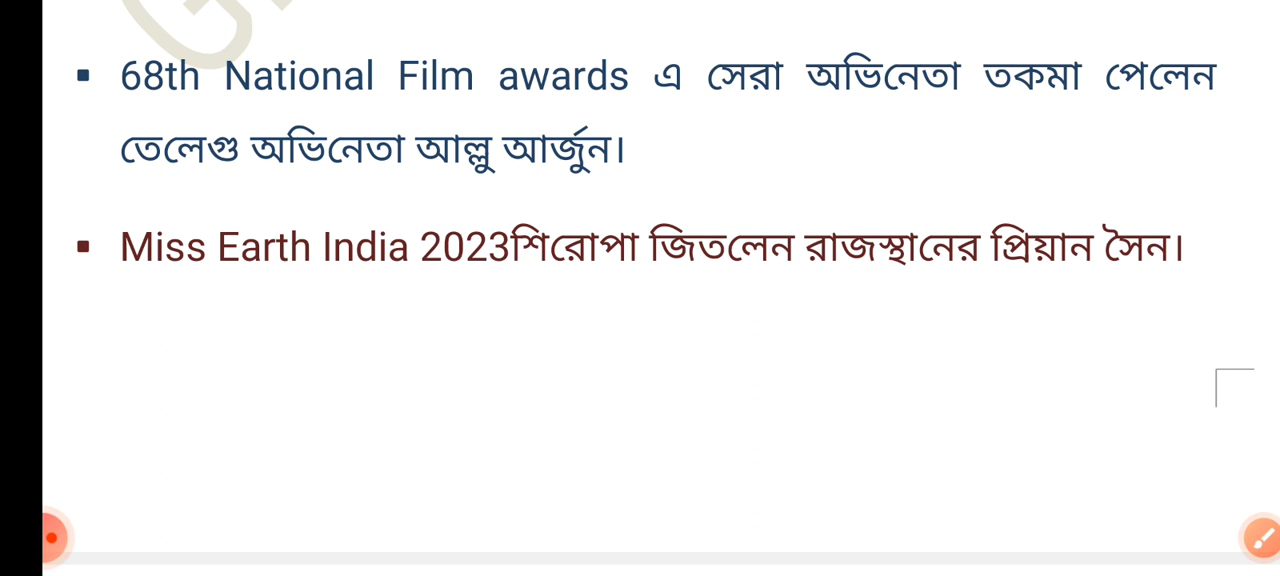 ▪ 68th National Film awards এ সেরা অভিনেতা তকমা পেলেন
তেলেগু অভিনেতা আল্লু আর্জুন।
▪ Miss Earth India 2023শিরোপা জিতলেন রাজস্থানের প্রিয়ান সৈন।